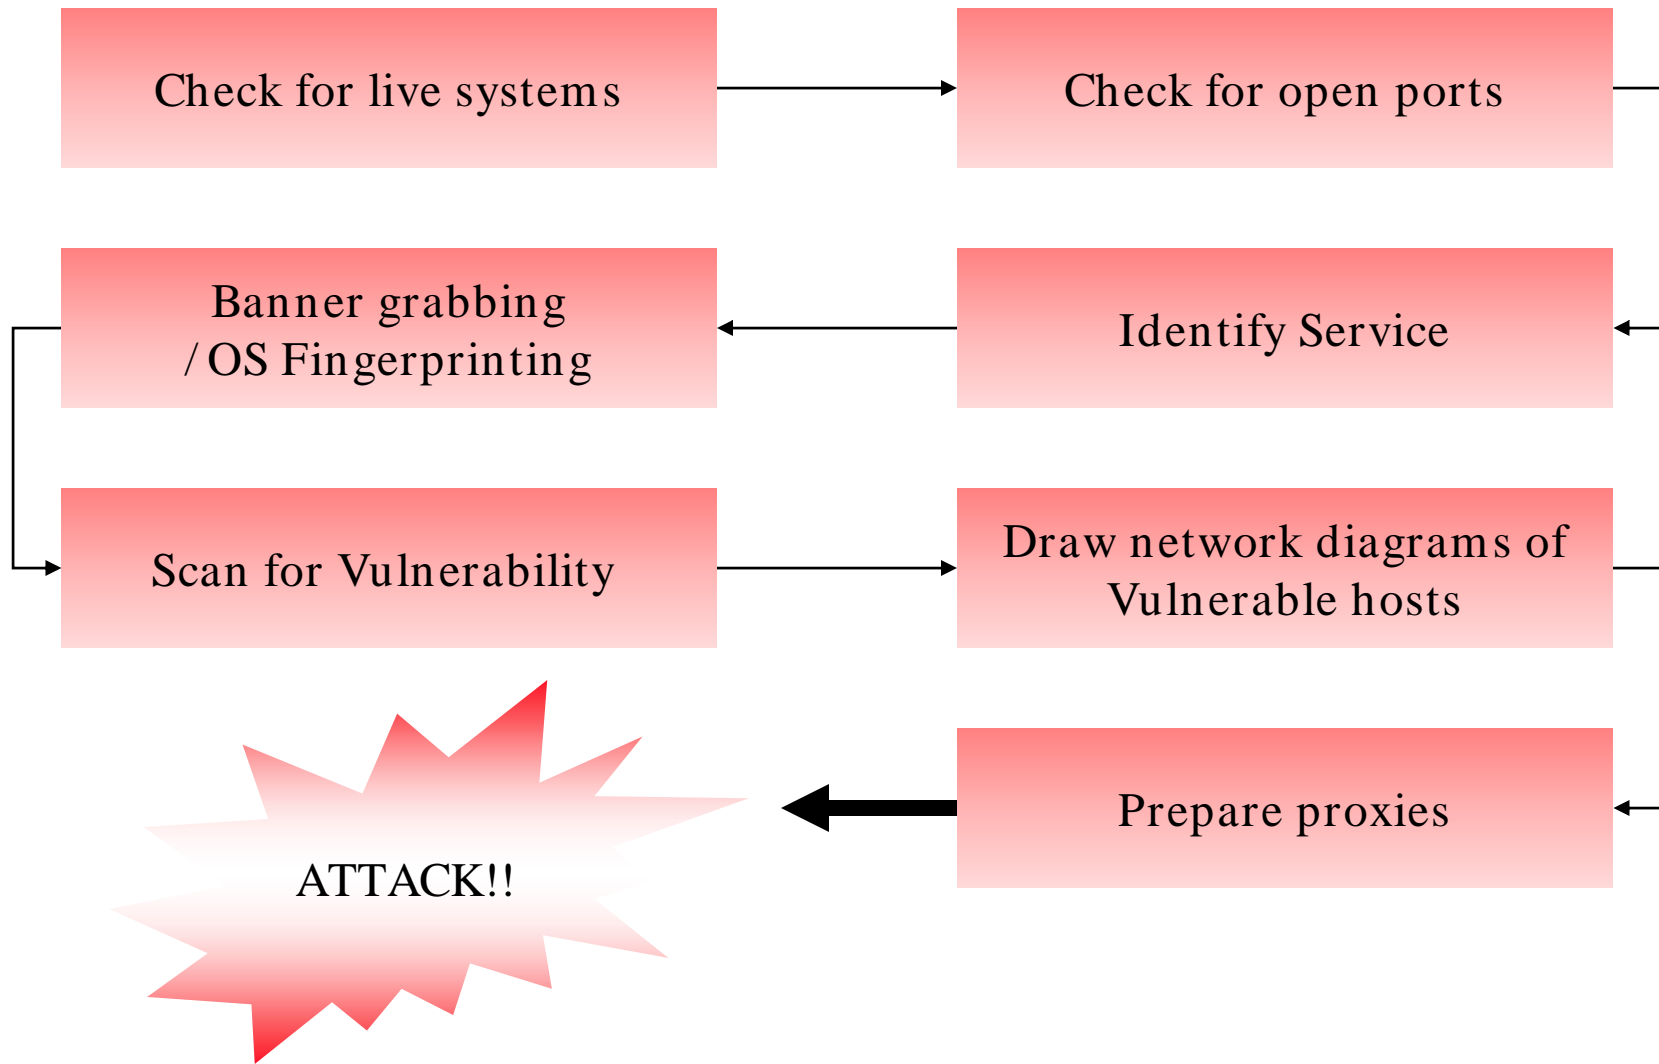 Check for live systems
Check for open ports
Identify Service
Banner grabbing
/ OS Fingerprinting
Scan for Vulnerability
Draw network diagrams of
Vulnerable hosts
Prepare proxies
ATTACK!!